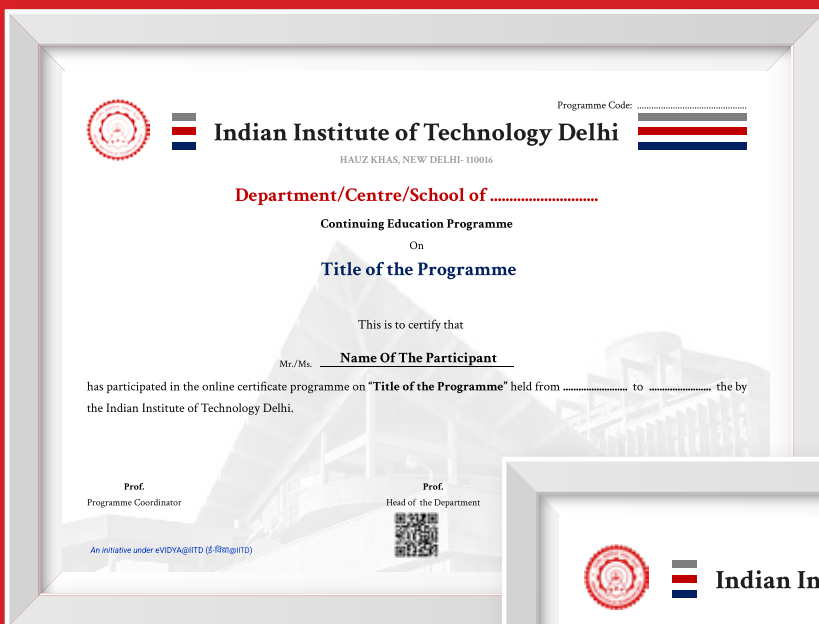 Programme Code: ..............................................
Indian Institute of Technology Delhi
HAUZ KHAS, NEW DELHI- 110016
Department/Centre/School of ...........................
Continuing Education Programme
On
Title of the Programme
This is to certify that
Mr./Ms. Name Of The Participant
has participated in the online certificate programme on “Title of the Programme” held from ......................... to ........................ the by
the Indian Institute of Technology Delhi.
Prof. Prof.
Programme Coordinator Head of the Department
An initiative under eVIDYA@IITD (ई-विद्या@IITD)
Indian In